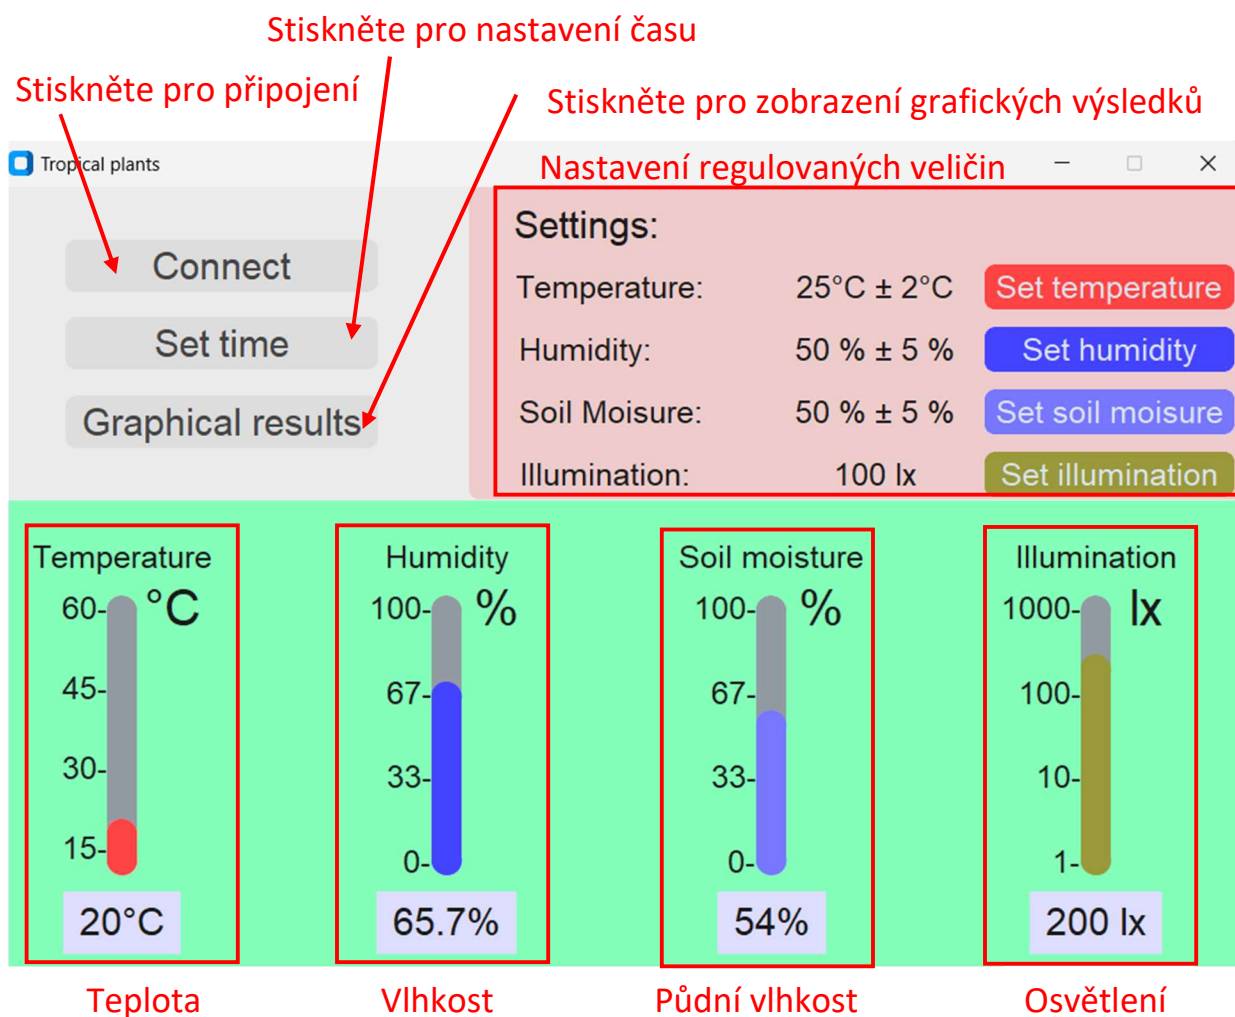 Stiskněte pro nastavení času
Stiskněte pro připojení
Stiskněte pro zobrazení grafických výsledků
Tropical plants
Nastavení regulovaných veličin
Connect
Set time
Graphical results
Settings:
Temperature: 25°C ± 2°C Set temperature
Humidity: 50 % ± 5 % Set humidity
Soil Moisure: 50 % ± 5 % Set soil moisure
Illumination: 100 lx Set illumination
Temperature
°C
60-
45-
30-
15-
20°C
Humidity
%
100-
67-
33-
0-
65.7%
Soil moisture
%
100-
67-
33-
0-
54%
Illumination
lx
1000-
100-
10-
1-
200 lx
Teplota
Vlhkost
Půdní vlhkost
Osvětlení